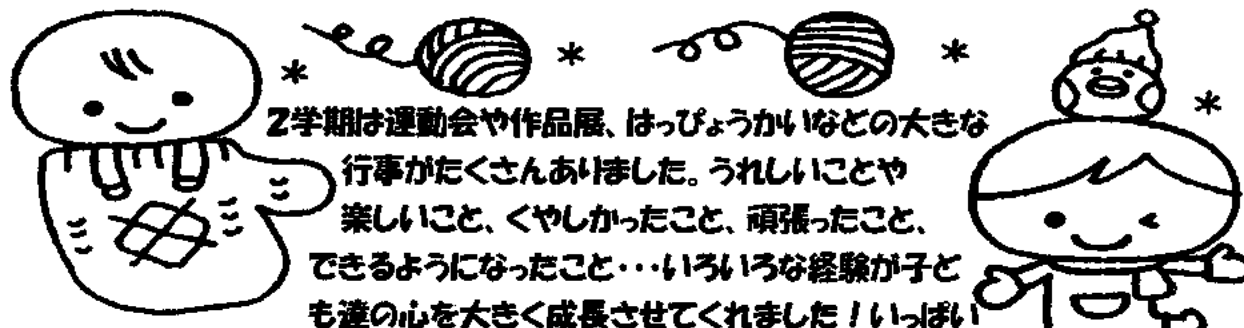 2学期は運動会や作品展、はっぴょうかいなどの大きな
行事がたくさんありました。うれしいことや
楽しいこと、くやしかったこと、頑張ったこと、
できるようになったこと・・・いろいろな経験が子ど
も達の心を大きく成長させてくれました！いっぱい